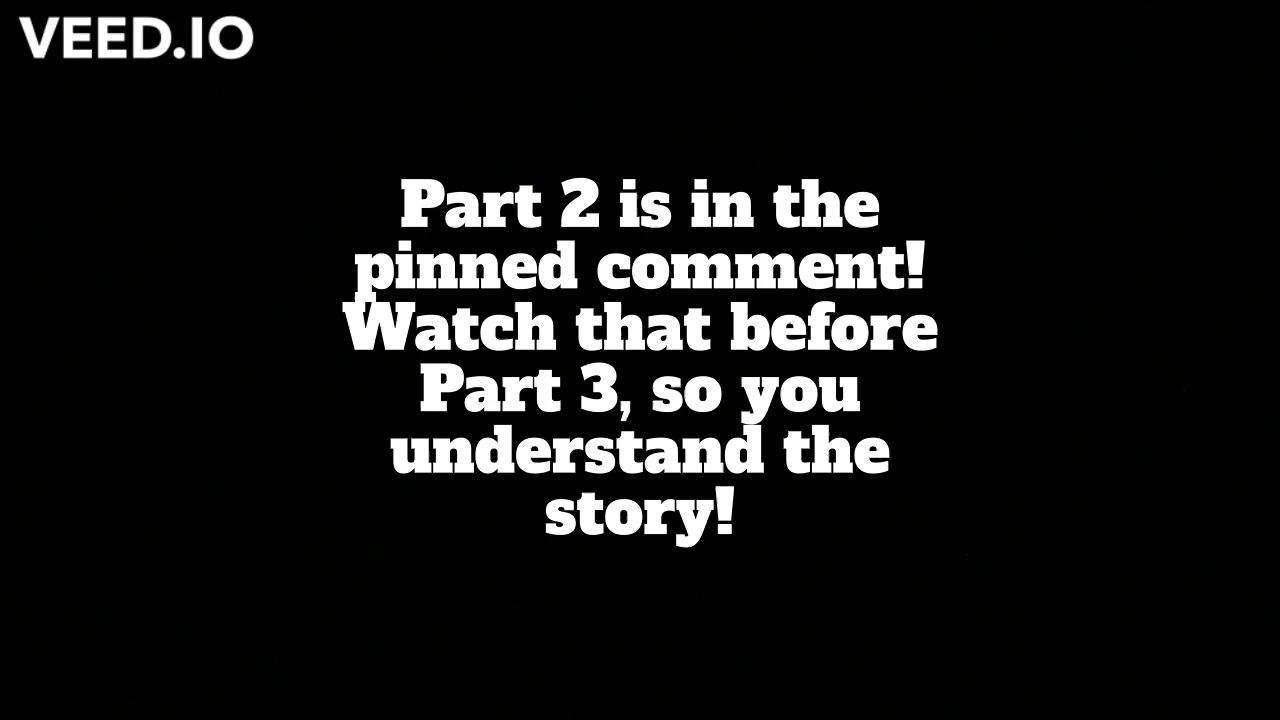 VEED.IO
Part 2 is in the
pinned comment!
Watch that before
Part 3, so you
understand the
story!